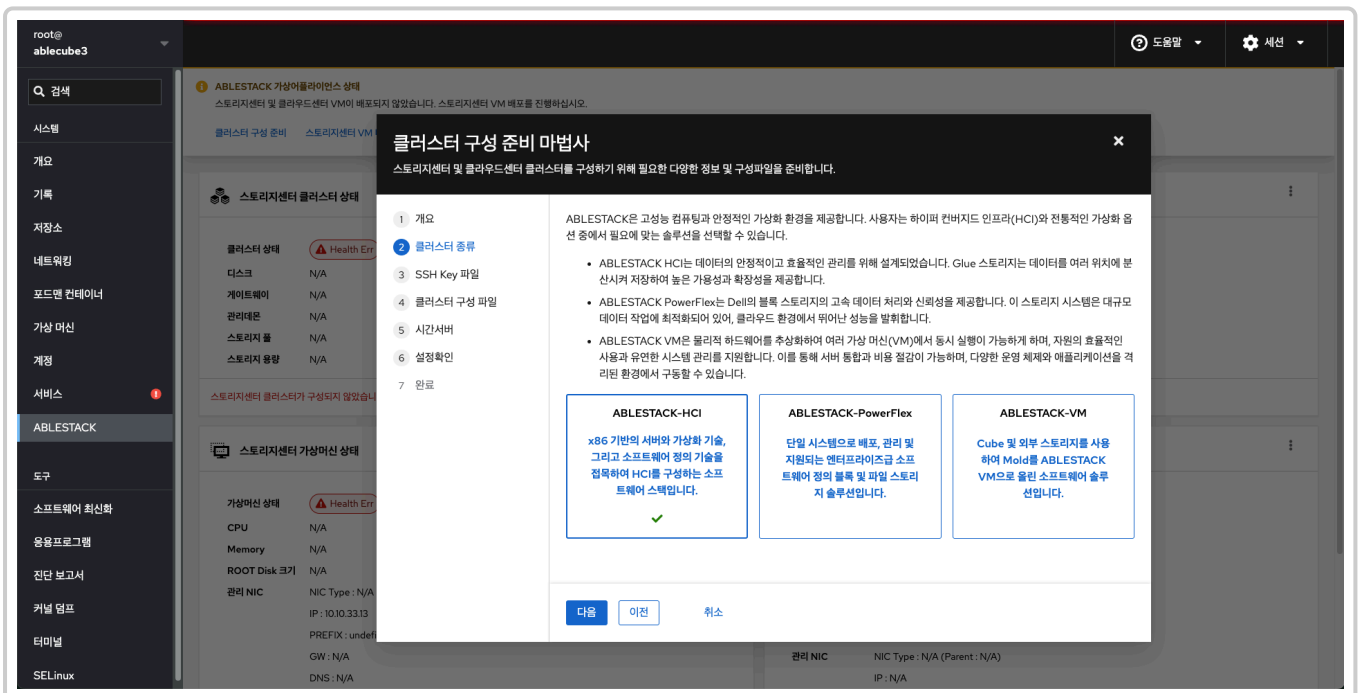 root@
ablecube3
도움말
세션
검색
시스템
개요
기록
저장소
네트워킹
포드맨 컨테이너
가상 머신
계정
서비스
ABLESTACK
도구
소프트웨어 최신화
응용프로그램
진단 보고서
커널 덤프
터미널
SELinux
ABLESTACK 가상어플라이언스 상태
스토리지센터 및 클라우드센터 VM이 배포되지 않았습니다. 스토리지센터 VM 배포를 진행하십시오.
클러스터 구성 준비 스토리지센터 VM
스토리지센터 클러스터 상태
클러스터 상태 Health Err
디스크 N/A
게이트웨이 N/A
관리데몬 N/A
스토리지 풀 N/A
스토리지 용량 N/A
스토리지센터 클러스터가 구성되지 않았습니
스토리지센터 가상머신 상태
가상머신 상태 Health Err
CPU N/A
Memory N/A
ROOT Disk 크기 N/A
관리 NIC NIC Type : N/A
IP : 10.10.33.13
PREFIX : undefi
GW : N/A
DNS : N/A
클러스터 구성 준비 마법사
스토리지센터 및 클라우드센터 클러스터를 구성하기 위해 필요한 다양한 정보 및 구성파일을 준비합니다.
1 개요
2 클러스터 종류
3 SSH Key 파일
4 클러스터 구성 파일
5 시간서버
6 설정확인
7 완료
ABLESTACK은 고성능 컴퓨팅과 안정적인 가상화 환경을 제공합니다. 사용자는 하이퍼 컨버지드 인프라(HCI)와 전통적인 가상화 옵
션 중에서 필요에 맞는 솔루션을 선택할 수 있습니다.
• ABLESTACK HCI는 데이터의 안정적이고 효율적인 관리를 위해 설계되었습니다. Glue 스토리지는 데이터를 여러 위치에 분
산시켜 저장하여 높은 가용성과 확장성을 제공합니다.
• ABLESTACK PowerFlex는 Dell의 블록 스토리지의 고속 데이터 처리와 신뢰성을 제공합니다. 이 스토리지 시스템은 대규모
데이터 작업에 최적화되어 있어, 클라우드 환경에서 뛰어난 성능을 발휘합니다.
• ABLESTACK VM은 물리적 하드웨어를 추상화하여 여러 가상 머신(VM)에서 동시 실행이 가능하게 하며, 자원의 효율적인
사용과 유연한 시스템 관리를 지원합니다. 이를 통해 서버 통합과 비용 절감이 가능하며, 다양한 운영 체제와 애플리케이션을 격
리된 환경에서 구동할 수 있습니다.
ABLESTACK-HCI
x86 기반의 서버와 가상화 기술,
그리고 소프트웨어 정의 기술을
접목하여 HCI를 구성하는 소프
트웨어 스택입니다.
ABLESTACK-PowerFlex
단일 시스템으로 배포, 관리 및
지원되는 엔터프라이즈급 소프
트웨어 정의 블록 및 파일 스토리
지 솔루션입니다.
ABLESTACK-VM
Cube 및 외부 스토리지를 사용
하여 Mold를 ABLESTACK
VM으로 올린 소프트웨어 솔루
션입니다.
다음 이전 취소
관리 NIC NIC Type : N/A (Parent : N/A)
IP : N/A